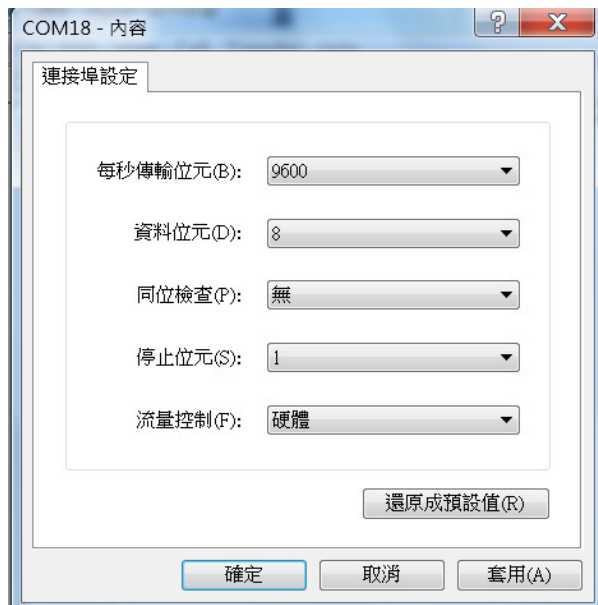 COM18 - 內容
連接埠設定
每秒傳輸位元(B): 9600
資料位元(D): 8
同位檢查(P): 無
停止位元(S): 1
流量控制(F): 硬體
還原成預設值(R)
確定 取消 套用(A)